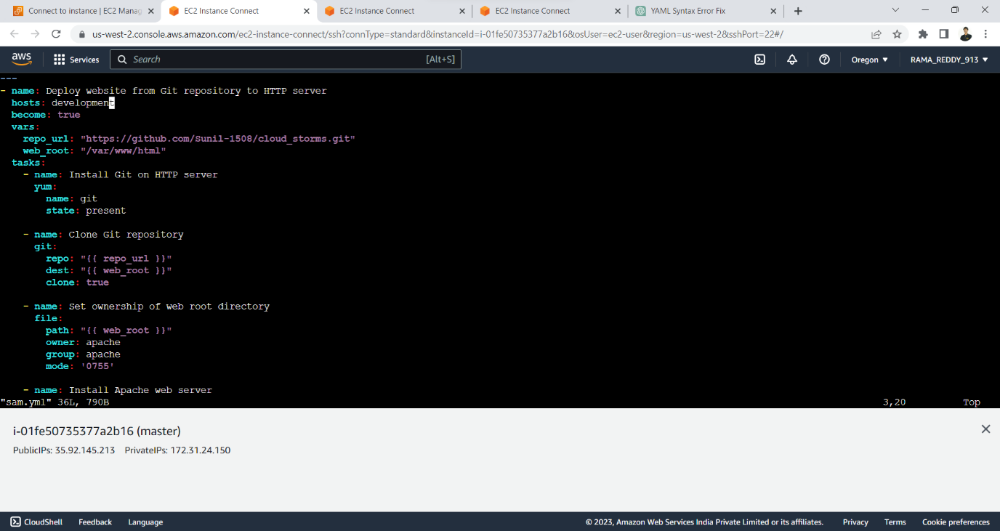 Connect to instance | EC2 Manag
EC2 Instance Connect
EC2 Instance Connect
EC2 Instance Connect
YAML Syntax Error Fix
us-west-2.console.aws.amazon.com/ec2-instance-connect/ssh?connType=standard&instanceId=i-01fe50735377a2b16&osUser=ec2-user&region=us-west-2&sshPort=22#/
aws
Services
Search
[Alt+S]
Oregon
RAMA_REDDY_913
---
- name: Deploy website from Git repository to HTTP server
  hosts: development
  become: true
  vars:
    repo_url: "https://github.com/Sunil-1508/cloud_storms.git"
    web_root: "/var/www/html"
  tasks:
    - name: Install Git on HTTP server
      yum:
        name: git
        state: present
    - name: Clone Git repository
      git:
        repo: "{{ repo_url }}"
        dest: "{{ web_root }}"
        clone: true
    - name: Set ownership of web root directory
      file:
        path: "{{ web_root }}"
        owner: apache
        group: apache
        mode: '0755'
    - name: Install Apache web server
"sam.yml" 36L, 790B 3,20 Top
i-01fe50735377a2b16 (master)
PublicIPs: 35.92.145.213 PrivateIPs: 172.31.24.150
CloudShell Feedback Language © 2023, Amazon Web Services India Private Limited or its affiliates. Privacy Terms Cookie preferences